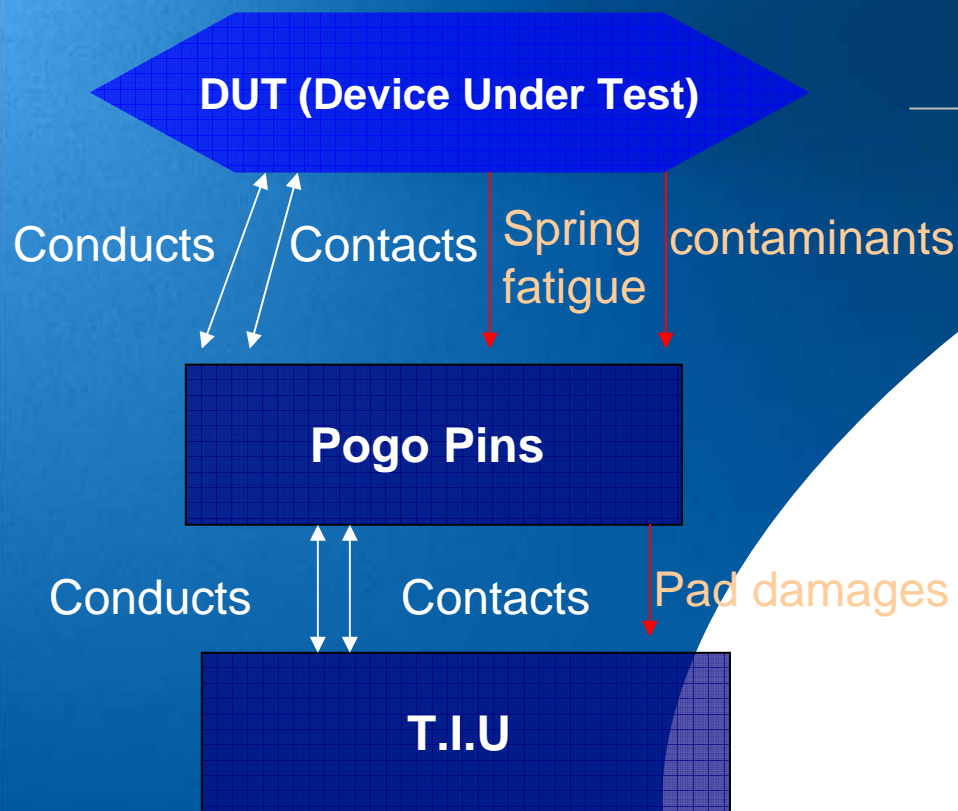 DUT (Device Under Test)
Conducts
Contacts
Spring
fatigue
contaminants
Pogo Pins
Conducts
Contacts
Pad damages
T.I.U